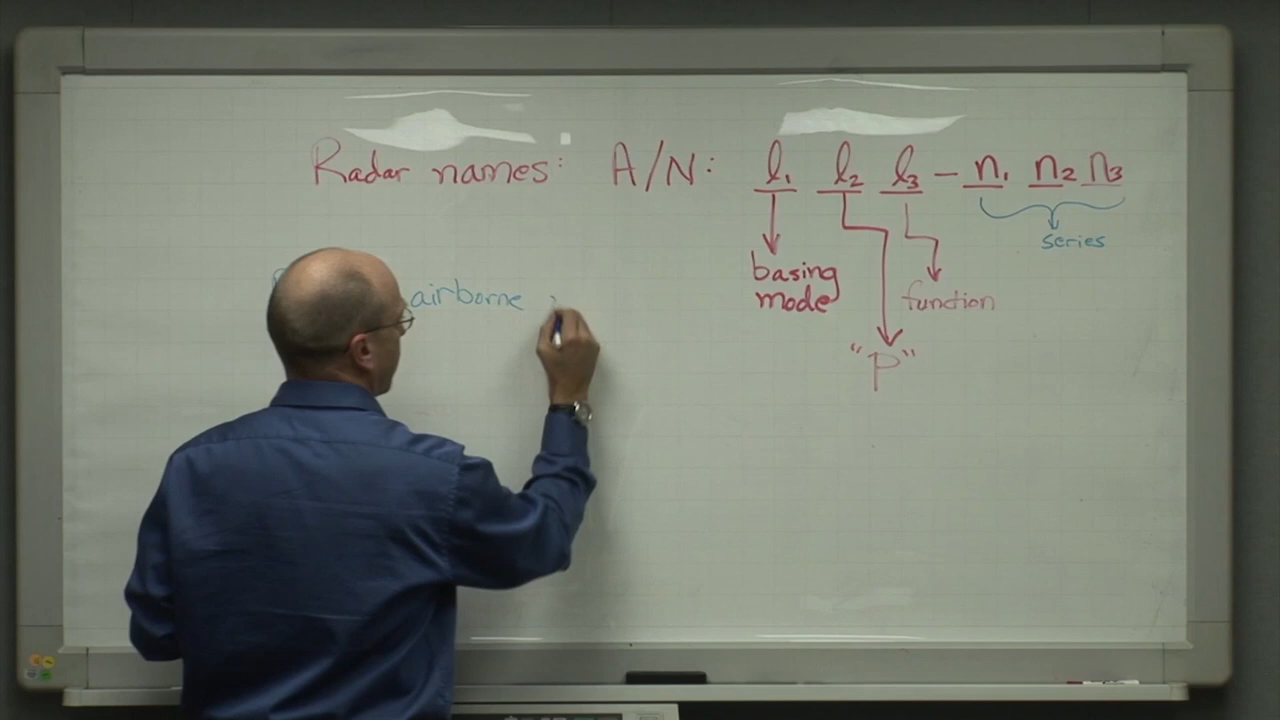 Radar names: A/N: l₁ l₂ l₃ - n₁ n₂ n₃
series
basing
mode
function
airborne
"P"